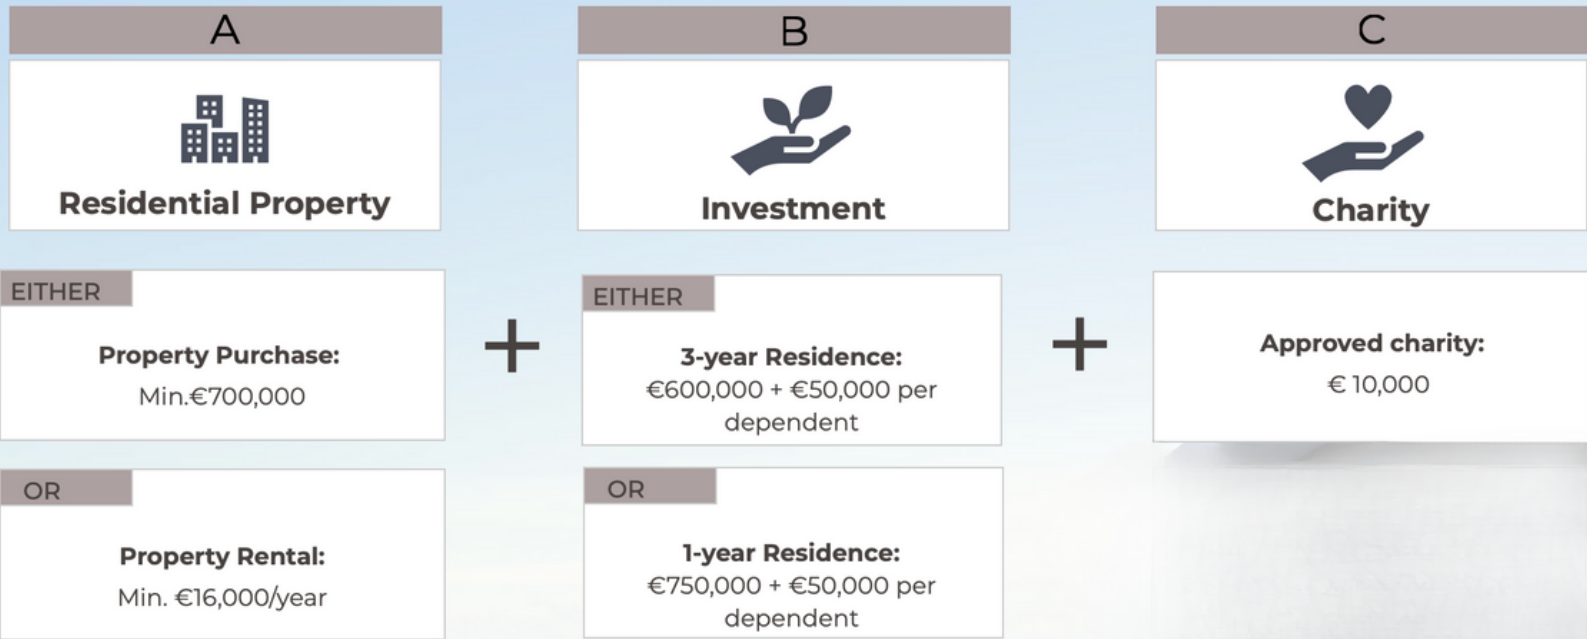 A
Residential Property
EITHER
Property Purchase:
Min.€700,000
OR
Property Rental:
Min. €16,000/year
+
B
Investment
EITHER
3-year Residence:
€600,000 + €50,000 per
dependent
OR
1-year Residence:
€750,000 + €50,000 per
dependent
+
C
Charity
Approved charity:
€ 10,000